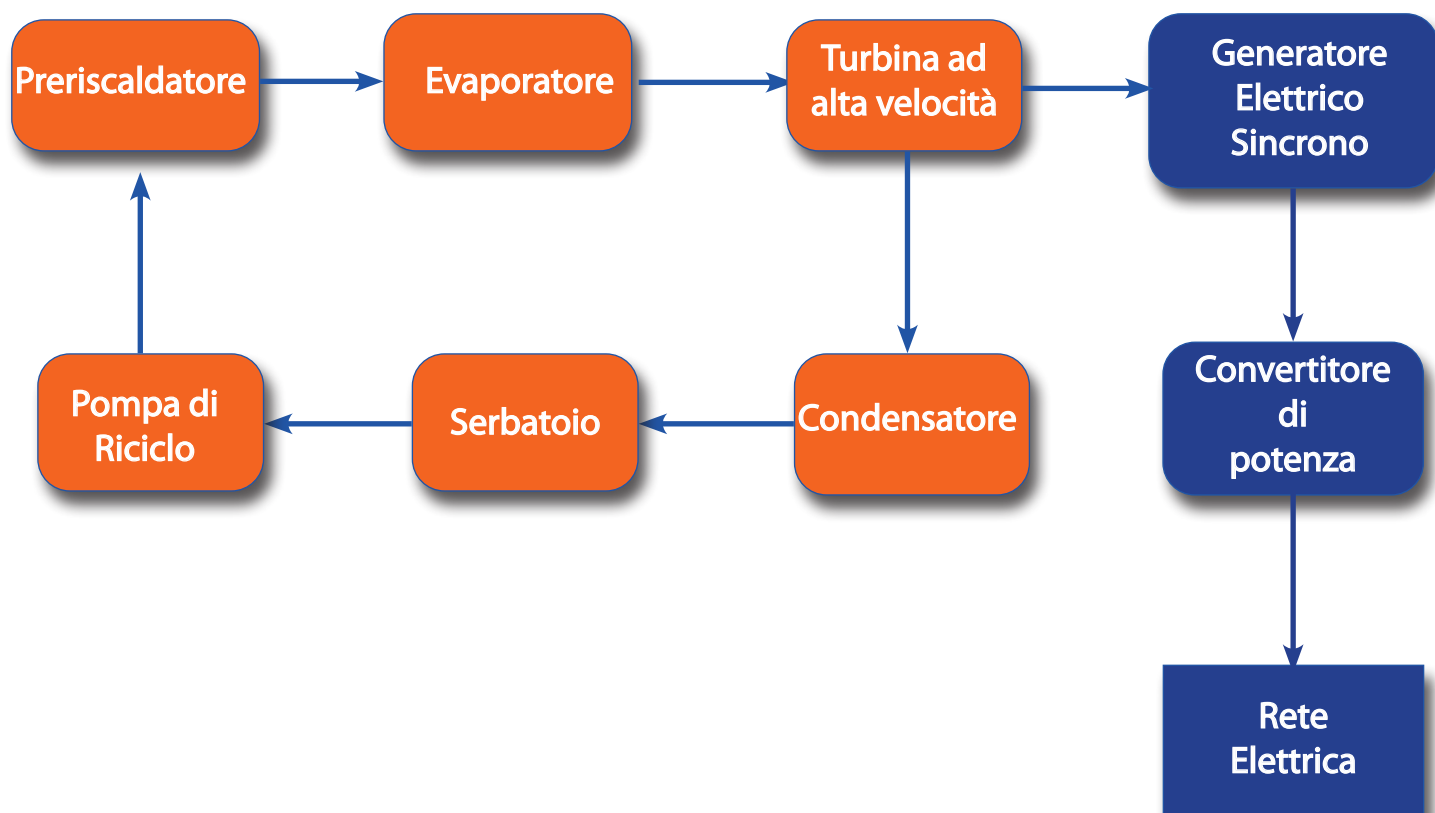 Preriscaldatore
Evaporatore
Turbina ad
alta velocità
Generatore
Elettrico
Sincrono
Pompa di
Riciclo
Serbatoio
Condensatore
Convertitore
di
potenza
Rete
Elettrica